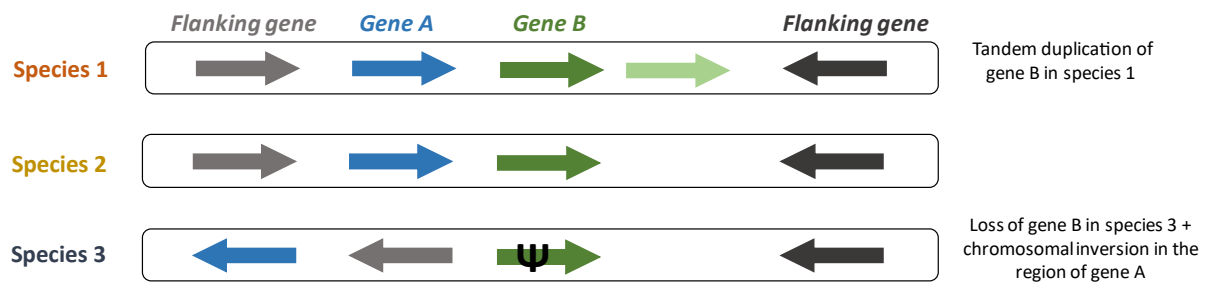 Flanking gene Gene A Gene B Flanking gene
Species 1
Tandem duplication of
gene B in species 1
Species 2
Species 3
Ψ
Loss of gene B in species 3 +
chromosomal inversion in the
region of gene A